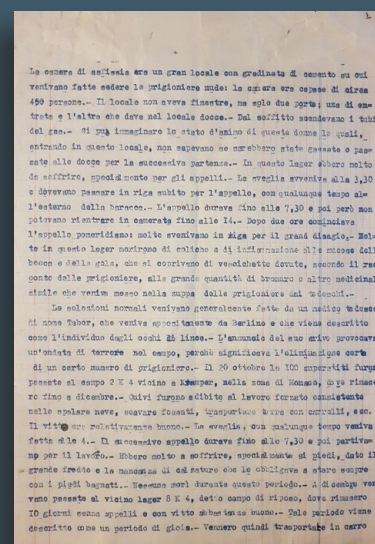 La camera di asfissia era un gran locale con gradinata di cemento su cui
venivano fatte sedere le prigioniere nude: la camera era capace di circa
450 persone.- Il locale non aveva finestre, ma solo due porte; una di en-
trata e l'altra che dava nel locale docce.- Dal soffitto scendevano i tubi
del gas.- Si può immaginare lo stato d'animo di queste donne le quali,
entrando in questo locale, non sapevano se sarebbero state gassate o pas-
sate alle docce per la successiva partenza.- In questo lager ebbero molto
da soffrire, specialmente per gli appelli.- La sveglia avveniva alle 3,30
e dovevano passare in riga subito per l'appello, con qualunque tempo al-
l'esterno della baracca.- L'appello durava fino alle 7,30 e poi però non
potevano rientrare in camerata fino alle 14.- Dopo due ore cominciava
l'appello pomeridiano: molte svenivano in riga per il grande disagio.- Mol-
te in questo lager morirono di coliche e di infiammazione alle mucose della
bocca e della gola, che si coprivano di vescichette dovute, secondo il rac-
conto delle prigioniere, alla grande quantità di bromuro o altro medicinale
simile che veniva messo nella zuppa delle prigioniere dai tedeschi.-
Le selezioni normali venivano generalmente fatte da un medico tedesco
di nome Tubor, che veniva appositamente da Berlino e che viene descritto
come l'individuo dagli occhi di lince.- L'annuncio del suo arrivo provocava
un'ondata di terrore nel campo, perchè significava l'eliminazione certa
di un certo numero di prigioniere.- Il 20 ottobre le 100 superstiti furono
passate al campo 2 K 4 vicino a, nella zona di Monaco, dove rimase-
ro fino a dicembre.- Quivi furono adibite al lavoro forzato consistente
nello spalare neve, scavare fossati, trasportare terra con carrelli, ecc.
Il vitto era relativamente buono.- La sveglia, con qualunque tempo veniva
fatta alle 4.- Il successivo appello durava fino alle 7,30 e poi partiva-
no per il lavoro.- Ebbero molto a soffrire, specialmente ai piedi, dato il
grande freddo e la mancanza di calzature che le obbligava a stare sempre
con i piedi bagnati.- Nessuna morì durante questo periodo.- A dicembre ven-
vano passate al vicino lager 8 K 4, detto campo di riposo, dove rimasero
10 giorni senza appelli e con vitto abbastanza buono.- Tale periodo viene
descritto come un periodo di gioia.- Vennero quindi trasportate in carro